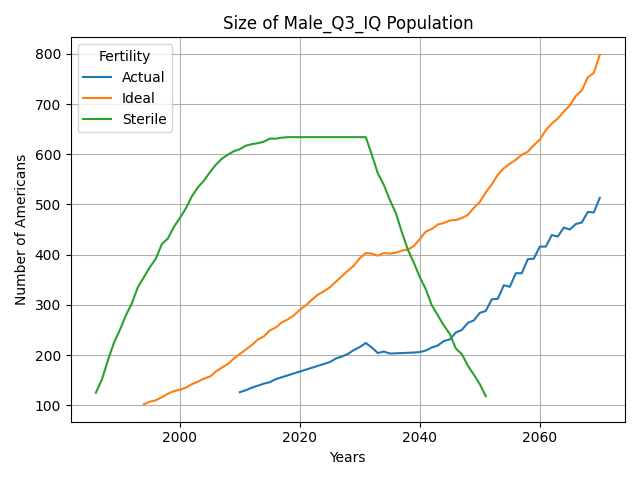 Size of Male_Q3_IQ Population
Number of Americans
800
700
600
500
400
300
200
100
Fertility
Actual
Ideal
Sterile
2000
2020
2040
2060
Years